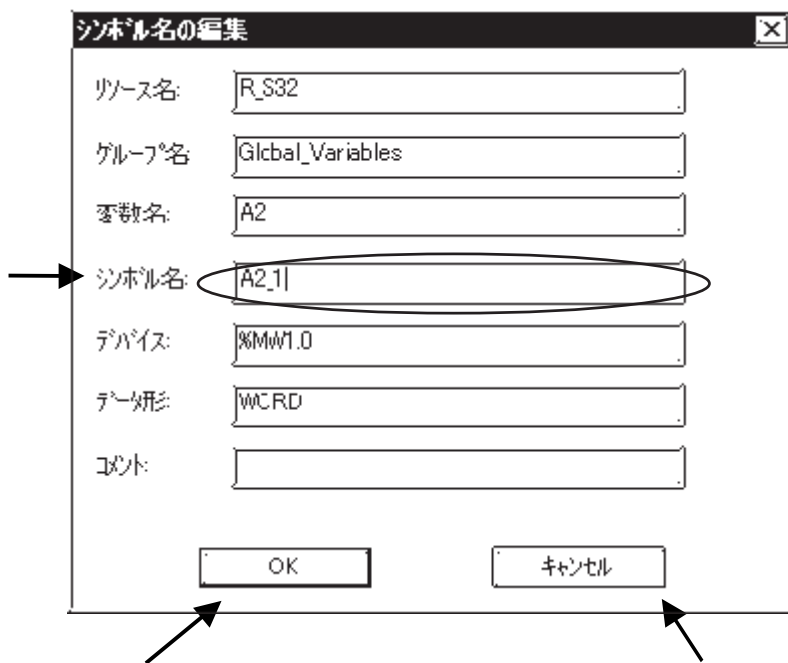 シンボル名の編集
リソース名: R_S32
グループ名 Global_Variables
変数名: A2
シンボル名: A2_1
デバイス: %MW1.0
データ形: WORD
コメント:
OK キャンセル